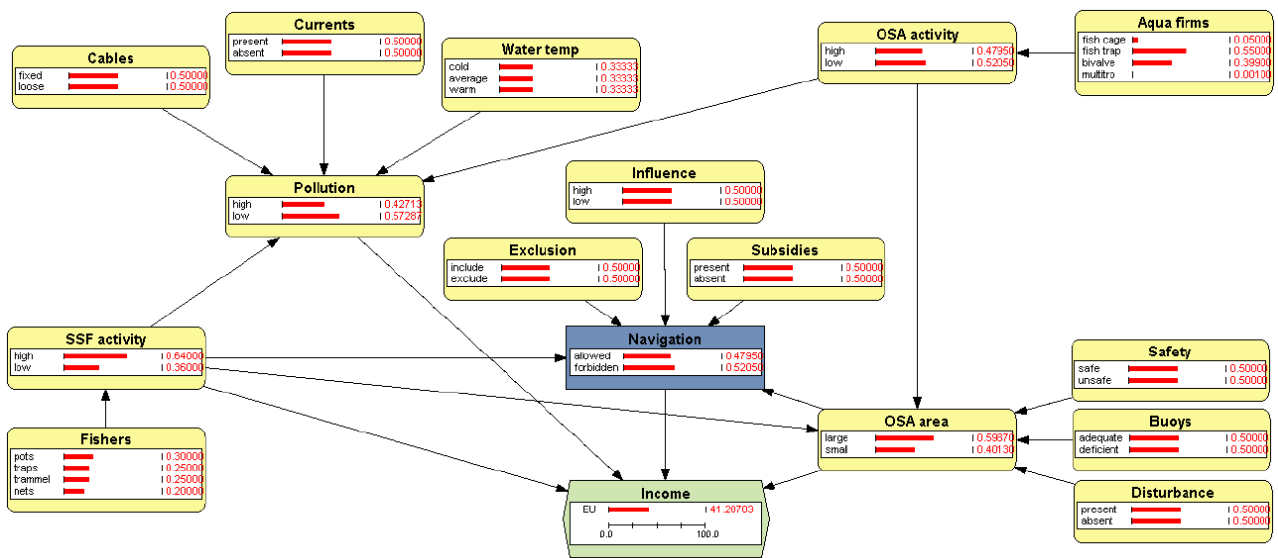 Cables
fixed 0.50000
loose 0.50000
Currents
present 0.50000
absent 0.50000
Water temp
cold 0.33333
average 0.33333
warm 0.33333
OSA activity
high 0.47950
low 0.52050
Aqua firms
fish cage 0.05000
fish trap 0.55000
bivalve 0.39900
multitro 0.00100
Pollution
high 0.42713
low 0.57287
Influence
high 0.50000
low 0.50000
Exclusion
include 0.50000
exclude 0.50000
Subsidies
present 0.50000
absent 0.50000
SSF activity
high 0.64000
low 0.36000
Navigation
allowed 0.47950
forbidden 0.52050
Safety
safe 0.50000
unsafe 0.50000
Fishers
pots 0.30000
traps 0.25000
trammel 0.25000
nets 0.20000
OSA area
large 0.59870
small 0.40130
Buoys
adequate 0.50000
deficient 0.50000
Income
EU 41.20703
0.0 100.0
Disturbance
present 0.50000
absent 0.50000